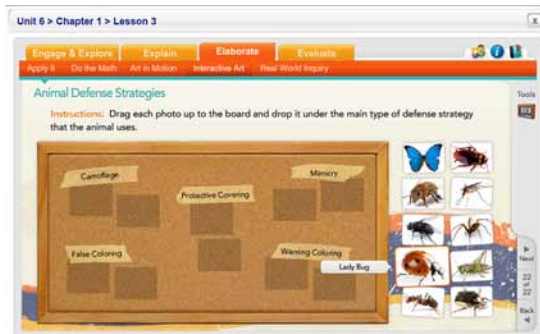 Unit 6 > Chapter 1 > Lesson 3
x
Engage & Explore Explain Elaborate Evaluate
Apply It Do the Math Art in Motion Interactive Art Real World Inquiry
Animal Defense Strategies
Tools
Instructions: Drag each photo up to the board and drop it under the main type of defense strategy
that the animal uses.
Camoflage
Mimicry
Protective Covering
False Coloring
Warning Coloring
Lady Bug
Next
22
of
22
Back